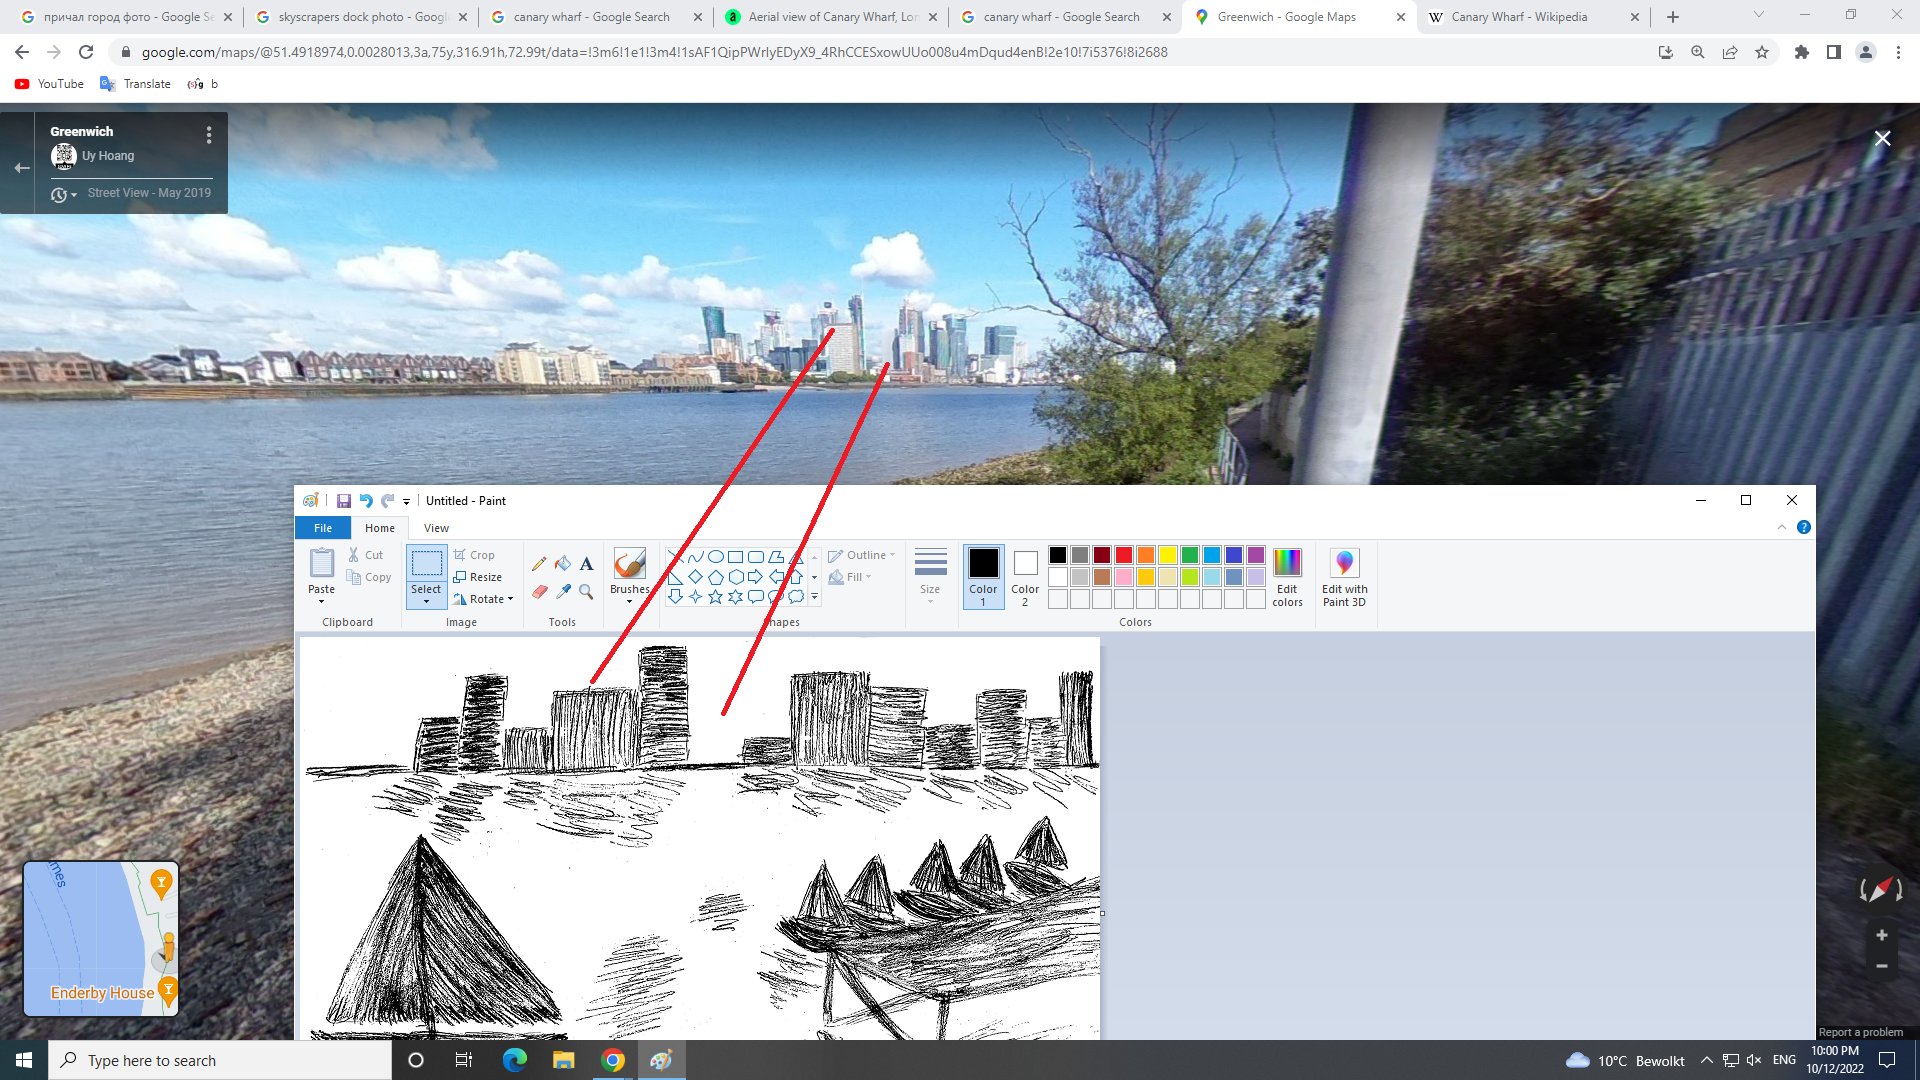 причал город фото - Google Se
skyscrapers dock photo - Googl
canary wharf - Google Search
Aerial view of Canary Wharf, Lon
canary wharf - Google Search
Greenwich - Google Maps
Canary Wharf - Wikipedia
google.com/maps/@51.4918974,0.0028013,3a,75y,316.91h,72.99t/data=!3m6!1e1!3m4!1sAF1QipPWrIyEDyX9_4RhCCESxowUUo008u4mDqud4enB!2e10!7i5376!8i2688
YouTube
Translate
b
Greenwich
Uy Hoang
Street View - May 2019
Untitled - Paint
File
Home
View
Paste
Cut
Copy
Clipboard
Select
Crop
Resize
Rotate
Image
Tools
Brushes
Outline
Fill
Shapes
Size
Color 1
Color 2
Edit colors
Edit with Paint 3D
Colors
Enderby House
Report a problem
Type here to search
10°C Bewolkt
ENG
10:00 PM
10/12/2022